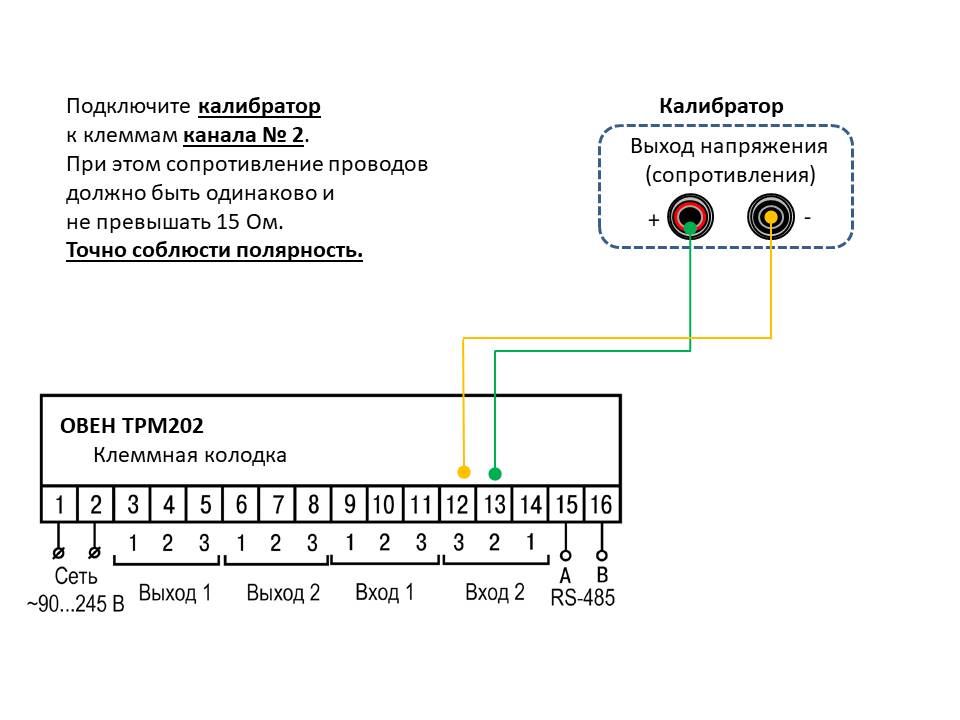 Подключите калибратор
к клеммам канала № 2.
При этом сопротивление проводов
должно быть одинаково и
не превышать 15 Ом.
Точно соблюсти полярность.
Калибратор
Выход напряжения
(сопротивления)
+ -
ОВЕН ТРМ202
Клеммная колодка
1 2 3 4 5 6 7 8 9 10 11 12 13 14 15 16
1 2 3 1 2 3 1 2 3 3 2 1
Сеть
~90...245 В
Выход 1
Выход 2
Вход 1
Вход 2
A B
RS-485